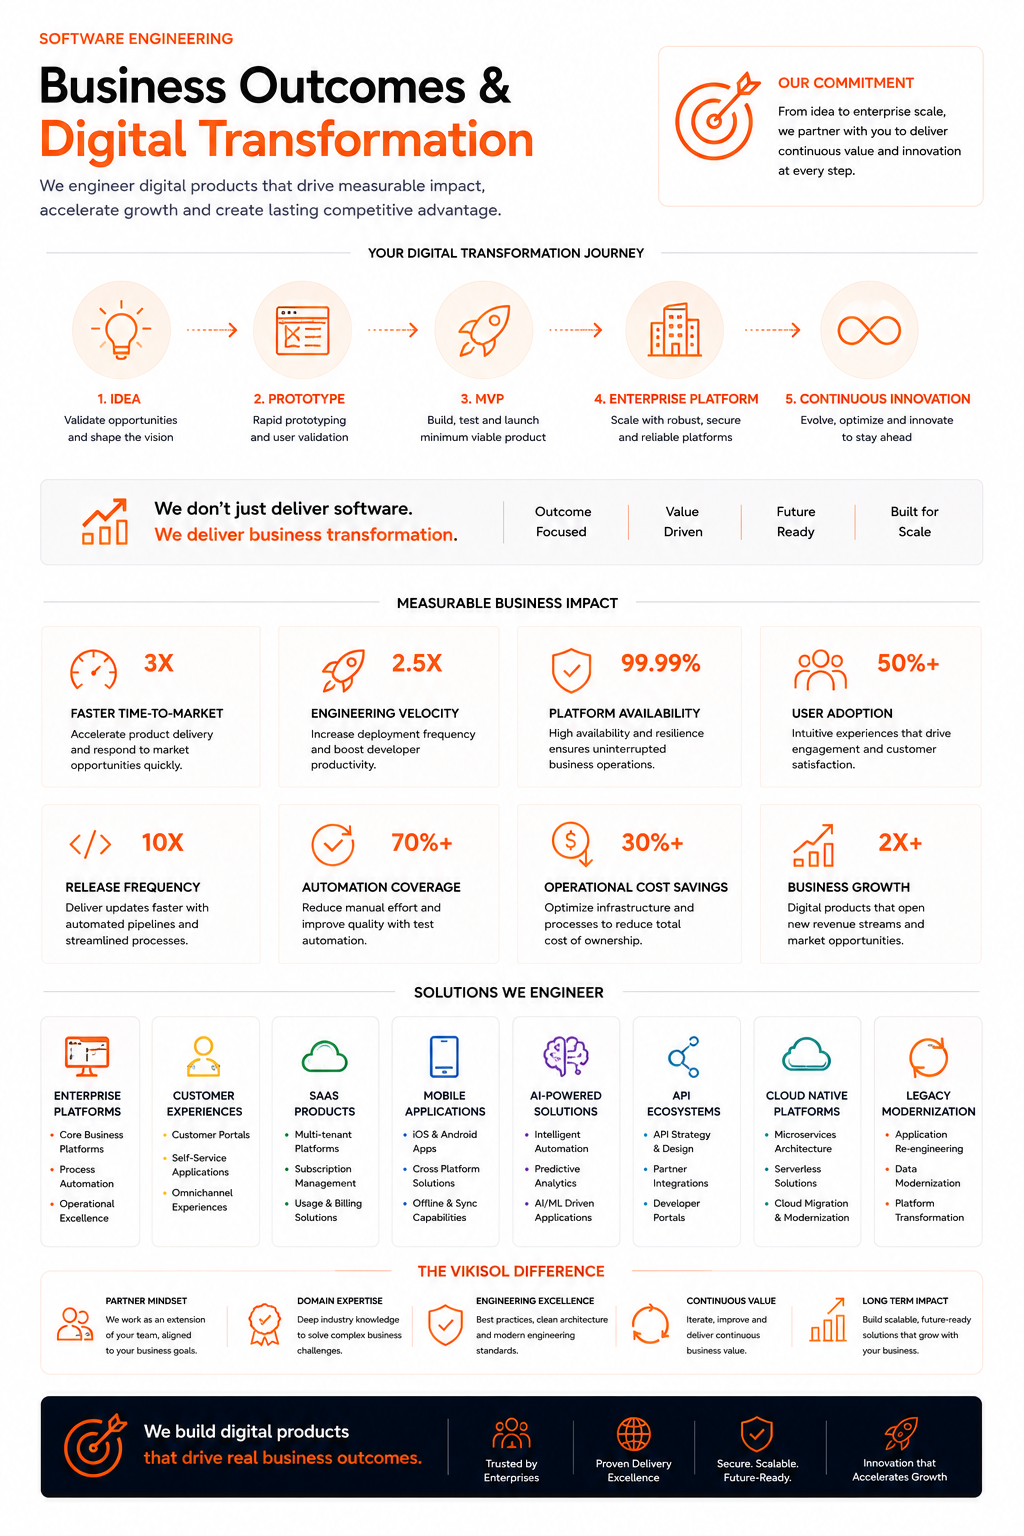 SOFTWARE ENGINEERING
Business Outcomes &
Digital Transformation
We engineer digital products that drive measurable impact,
accelerate growth and create lasting competitive advantage.
OUR COMMITMENT
From idea to enterprise scale,
we partner with you to deliver
continuous value and innovation
at every step.
YOUR DIGITAL TRANSFORMATION JOURNEY
1. IDEA
Validate opportunities
and shape the vision
2. PROTOTYPE
Rapid prototyping
and user validation
3. MVP
Build, test and launch
minimum viable product
4. ENTERPRISE PLATFORM
Scale with robust, secure
and reliable platforms
5. CONTINUOUS INNOVATION
Evolve, optimize and innovate
to stay ahead
We don't just deliver software.
We deliver business transformation.
Outcome
Focused
Value
Driven
Future
Ready
Built for
Scale
MEASURABLE BUSINESS IMPACT
3X
FASTER TIME-TO-MARKET
Accelerate product delivery
and respond to market
opportunities quickly.
2.5X
ENGINEERING VELOCITY
Increase deployment frequency
and boost developer
productivity.
99.99%
PLATFORM AVAILABILITY
High availability and resilience
ensures uninterrupted
business operations.
50%+
USER ADOPTION
Intuitive experiences that drive
engagement and customer
satisfaction.
10X
RELEASE FREQUENCY
Deliver updates faster with
automated pipelines and
streamlined processes.
70%+
AUTOMATION COVERAGE
Reduce manual effort and
improve quality with test
automation.
30%+
OPERATIONAL COST SAVINGS
Optimize infrastructure and
processes to reduce total
cost of ownership.
2X+
BUSINESS GROWTH
Digital products that open
new revenue streams and
market opportunities.
SOLUTIONS WE ENGINEER
ENTERPRISE
PLATFORMS
• Core Business
Platforms
• Process
Automation
• Operational
Excellence
CUSTOMER
EXPERIENCES
• Customer Portals
• Self-Service
Applications
• Omnichannel
Experiences
SAAS
PRODUCTS
• Multi-tenant
Platforms
• Subscription
Management
• Usage & Billing
Solutions
MOBILE
APPLICATIONS
• iOS & Android
Apps
• Cross Platform
Solutions
• Offline & Sync
Capabilities
AI-POWERED
SOLUTIONS
• Intelligent
Automation
• Predictive
Analytics
• AI/ML Driven
Applications
API
ECOSYSTEMS
• API Strategy
& Design
• Partner
Integrations
• Developer
Portals
CLOUD NATIVE
PLATFORMS
• Microservices
Architecture
• Serverless
Solutions
• Cloud Migration
& Modernization
LEGACY
MODERNIZATION
• Application
Re-engineering
• Data
Modernization
• Platform
Transformation
THE VIKISOL DIFFERENCE
PARTNER MINDSET
We work as an extension
of your team, aligned
to your business goals.
DOMAIN EXPERTISE
Deep industry knowledge
to solve complex business
challenges.
ENGINEERING EXCELLENCE
Best practices, clean architecture
and modern engineering
standards.
CONTINUOUS VALUE
Iterate, improve and
deliver continuous
business value.
LONG TERM IMPACT
Build scalable, future-ready
solutions that grow with
your business.
We build digital products
that drive real business outcomes.
Trusted by
Enterprises
Proven Delivery
Excellence
Secure. Scalable.
Future-Ready.
Innovation that
Accelerates Growth